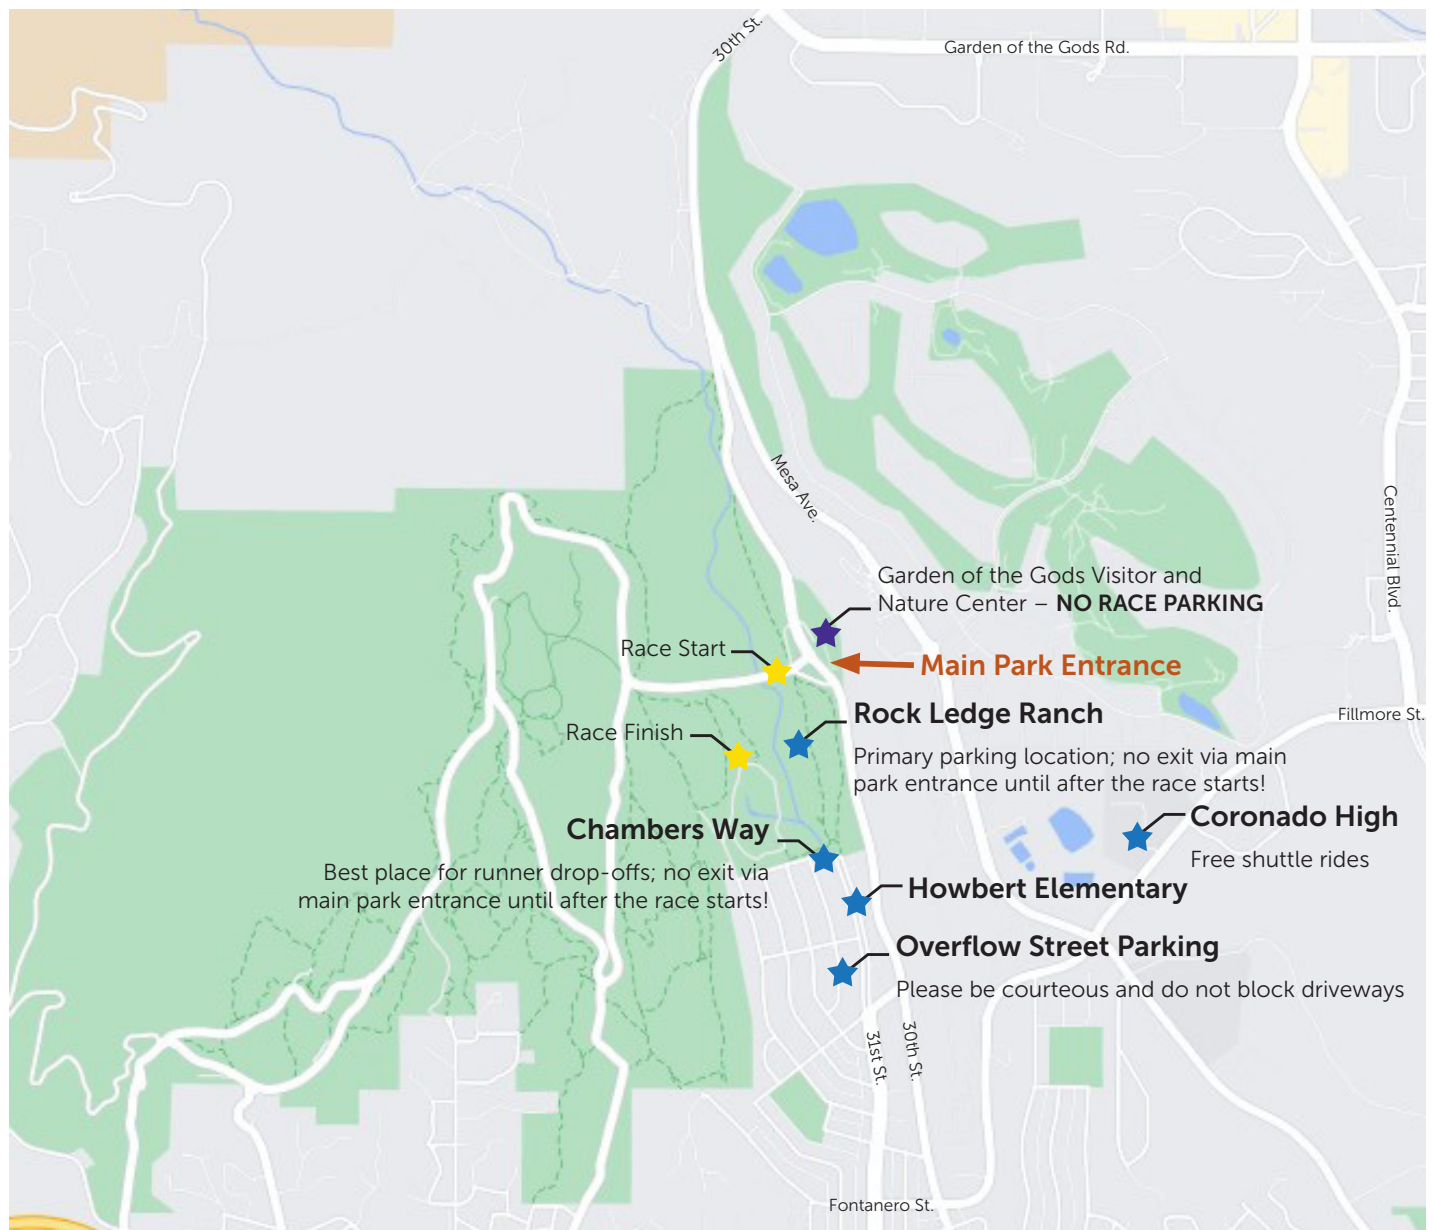 30th St.
Garden of the Gods Rd.
Mesa Ave.
Centennial Blvd.
Garden of the Gods Visitor and
Nature Center – NO RACE PARKING
Race Start
Main Park Entrance
Rock Ledge Ranch
Fillmore St.
Race Finish
Primary parking location; no exit via main
park entrance until after the race starts!
Coronado High
Free shuttle rides
Chambers Way
Best place for runner drop-offs; no exit via
main park entrance until after the race starts!
Howbert Elementary
Overflow Street Parking
Please be courteous and do not block driveways
31st St.
30th St.
Fontanero St.